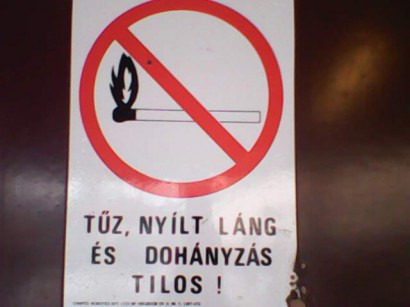 TŰZ, NYÍLT LÁNG
ÉS DOHÁNYZÁS
TILOS !